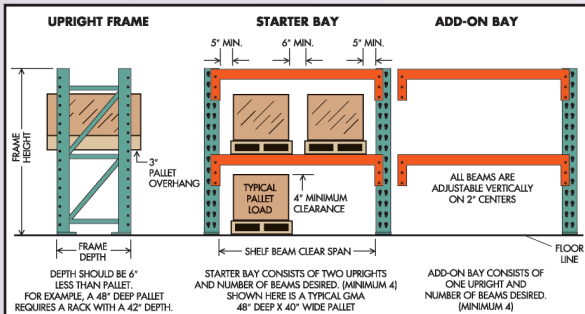 UPRIGHT FRAME
STARTER BAY
ADD-ON BAY
5" MIN.
6" MIN.
5" MIN.
FRAME
HEIGHT
3"
PALLET
OVERHANG
TYPICAL
PALLET
LOAD
4" MINIMUM
CLEARANCE
ALL BEAMS ARE
ADJUSTABLE VERTICALLY
ON 2" CENTERS
FRAME
DEPTH
SHELF BEAM CLEAR SPAN
FLOOR
LINE
DEPTH SHOULD BE 6"
LESS THAN PALLET.
FOR EXAMPLE, A 48" DEEP PALLET
REQUIRES A RACK WITH A 42" DEPTH.
STARTER BAY CONSISTS OF TWO UPRIGHTS
AND NUMBER OF BEAMS DESIRED. (MINIMUM 4)
SHOWN HERE IS A TYPICAL GMA
48" DEEP X 40" WIDE PALLET
ADD-ON BAY CONSISTS OF
ONE UPRIGHT AND
NUMBER OF BEAMS DESIRED.
(MINIMUM 4)